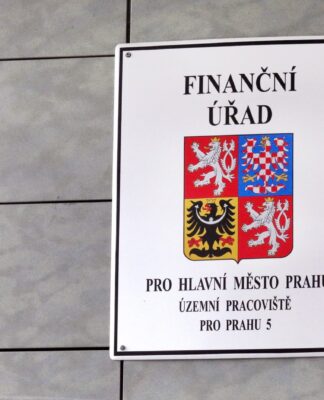 FINANČNÍ
ÚŘAD
PRO HLAVNÍ MĚSTO PRAHU
ÚZEMNÍ PRACOVIŠTĚ
PRO PRAHU 5